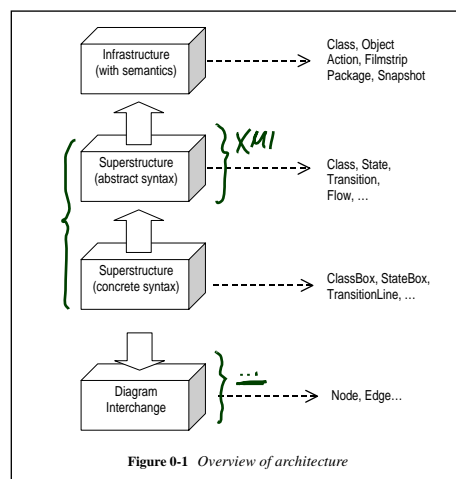 Infrastructure
(with semantics)
Class, Object
Action, Filmstrip
Package, Snapshot
Superstructure
(abstract syntax)
XMI
Class, State,
Transition,
Flow, ...
Superstructure
(concrete syntax)
ClassBox, StateBox,
TransitionLine, ...
Diagram
Interchange
...
Node, Edge...
Figure 0-1 Overview of architecture